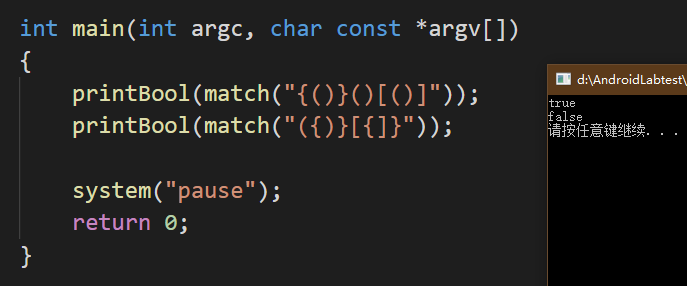 int main(int argc, char const *argv[])
{
    printBool(match("{()}()[()]"));
    printBool(match("({)}[{]}"));
    system("pause");
    return 0;
}
d:\AndroidLabtest\
true
false
请按任意键继续. . .